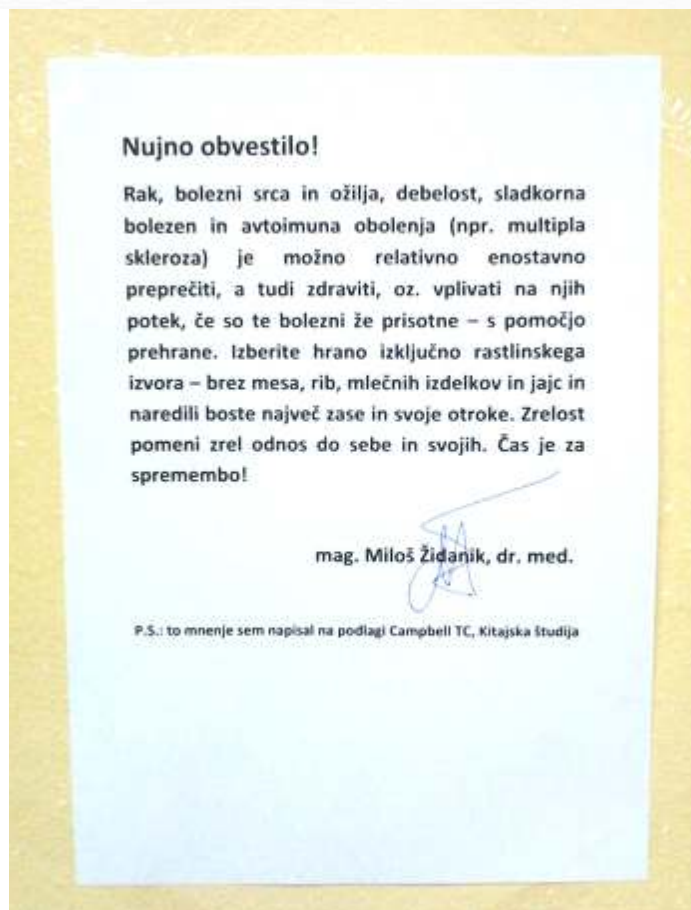 Nujno obvestilo!
Rak, bolezni srca in ožilja, debelost, sladkorna
bolezen in avtoimuna obolenja (npr. multipla
skleroza) je možno relativno enostavno
preprečiti, a tudi zdraviti, oz. vplivati na njih
potek, če so te bolezni že prisotne – s pomočjo
prehrane. Izberite hrano izključno rastlinskega
izvora – brez mesa, rib, mlečnih izdelkov in jajc in
naredili boste največ zase in svoje otroke. Zrelost
pomeni zrel odnos do sebe in svojih. Čas je za
spremembo!
mag. Miloš Židanik, dr. med.
P.S.: to mnenje sem napisal na podlagi Campbell TC, Kitajska študija